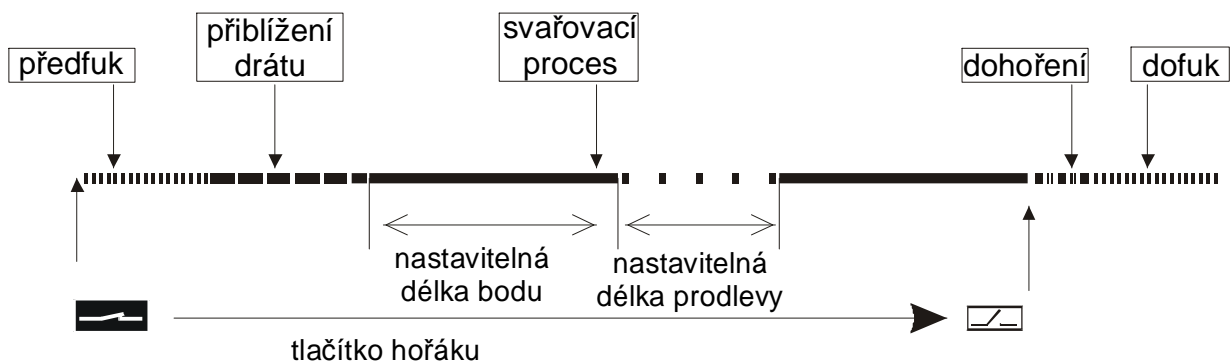 předfuk
přiblížení
drátu
svařovací
proces
dohoření
dofuk
nastavitelná
délka bodu
nastavitelná
délka prodlevy
tlačítko hořáku